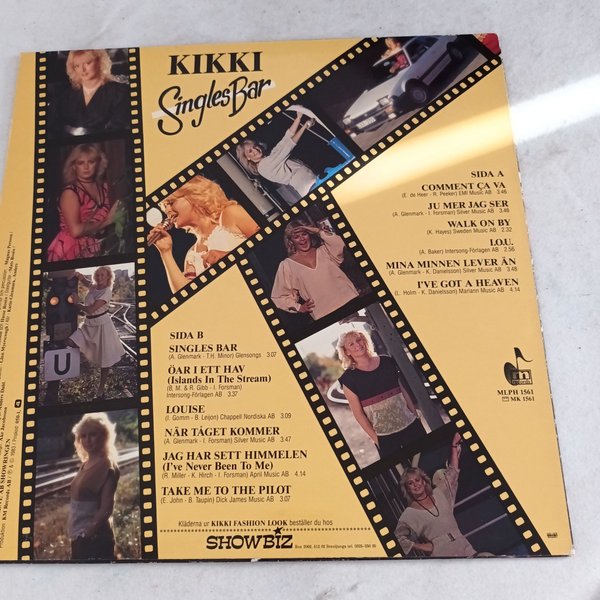 KIKKI
Singles Bar
SIDA A
COMMENT ÇA VA
(E. de Heer - R. Peeker) EMI Music AB 3.46
JU MER JAG SER
(A. Glenmark - I. Forsman) Silver Music AB 3.46
WALK ON BY
(K. Hayes) Sweden Music AB 2.32
I.O.U.
(A. Baker) Intersong-Förlagen AB 2.56
MINA MINNEN LEVER ÄN
(A. Glenmark - K. Danielsson) Silver Music AB 3.48
I'VE GOT A HEAVEN
(L. Holm - K. Danielsson) Mariann Music AB 4.14
MLPH 1561
MK 1561
SIDA B
SINGLES BAR
(A. Glenmark - T.H. Minor) Glensongs 3.07
ÖAR I ETT HAV
(Islands In The Stream)
(B. M. & R. Gibb - I. Forsman)
Intersong-Förlagen AB 3.37
LOUISE
(I. Gomm - B. Leijon) Chappell Nordiska AB 3.09
NÄR TÅGET KOMMER
(A. Glenmark - I. Forsman) Silver Music AB 3.47
JAG HAR SETT HIMMELEN
(I've Never Been To Me)
(R. Miller - K. Hirch - I. Forsman) April Music AB 4.14
TAKE ME TO THE PILOT
(E. John - B. Taupin) Dick James Music AB 3.07
Kläderna ur KIKKI FASHION LOOK beställer du hos
SHOWBIZ
U